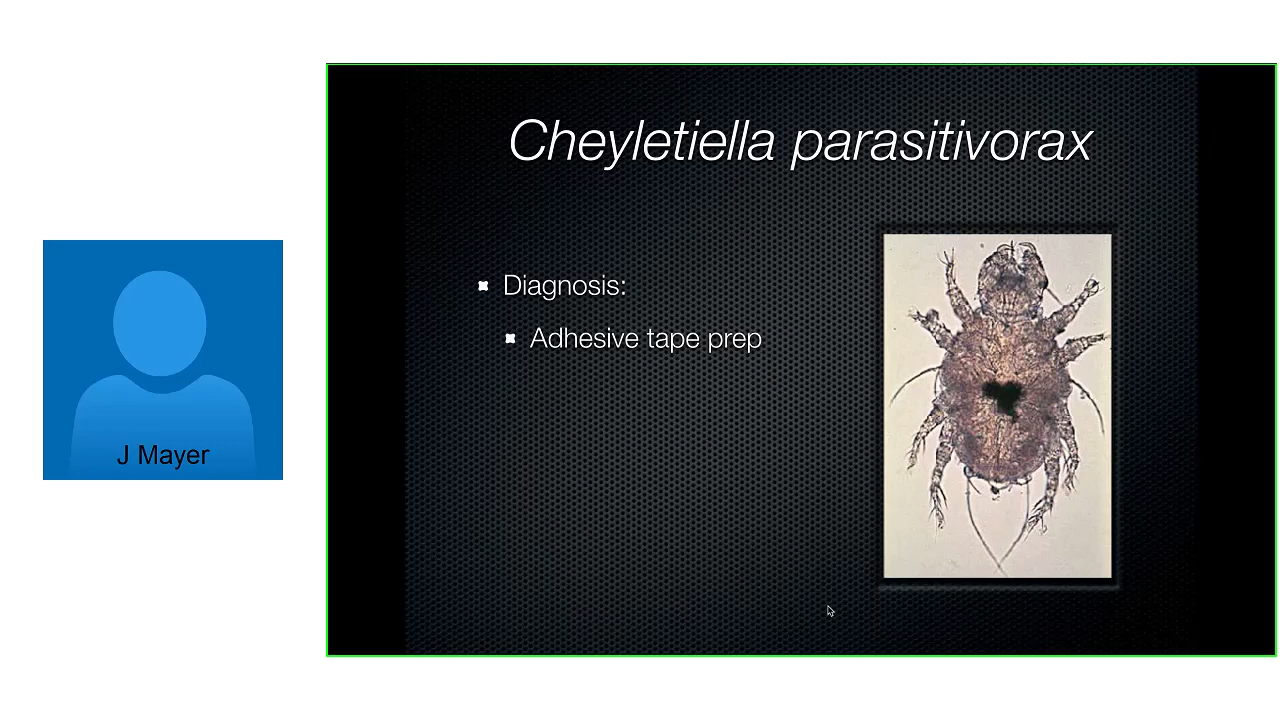 Cheyletiella parasitivorax
Diagnosis:
Adhesive tape prep
J Mayer